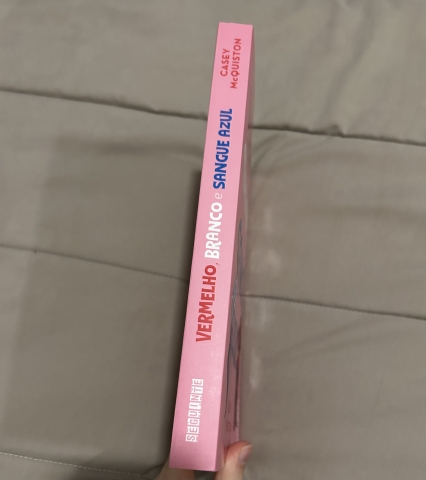 CASEY
McQUISTON
VERMELHO, BRANCO e SANGUE AZUL
SEGUINTE